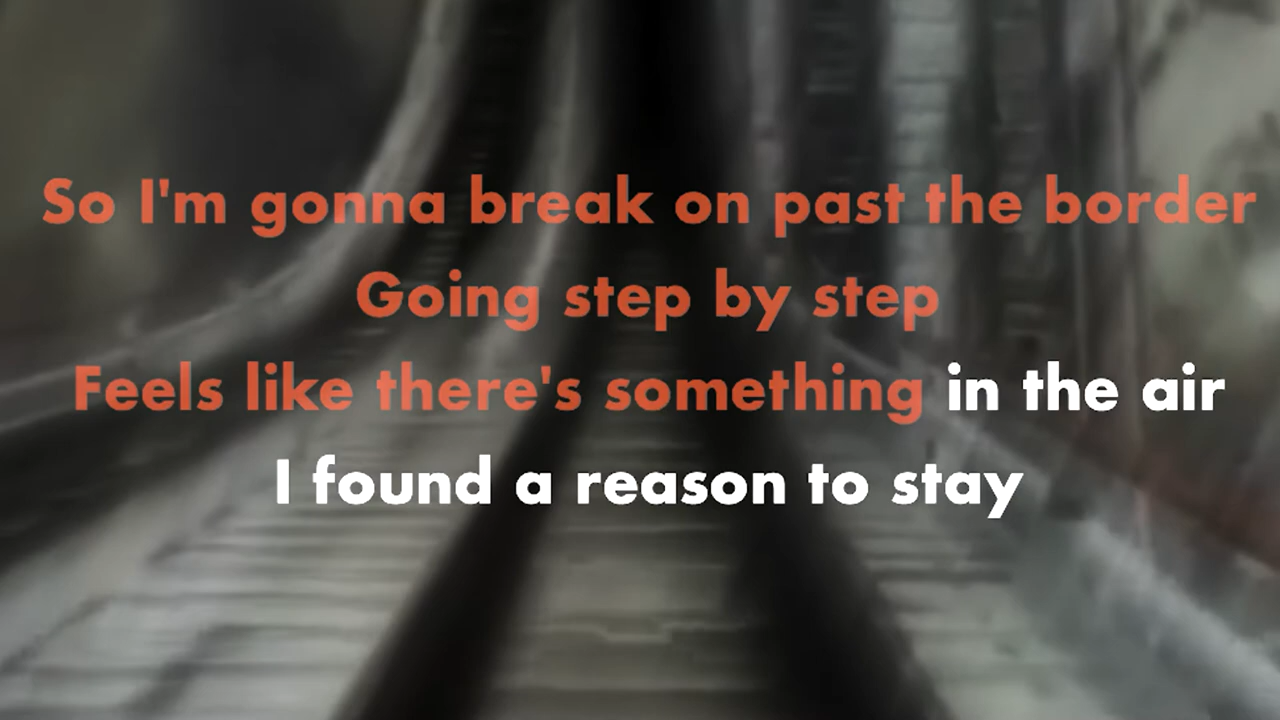 So I'm gonna break on past the border
Going step by step
Feels like there's something in the air
I found a reason to stay